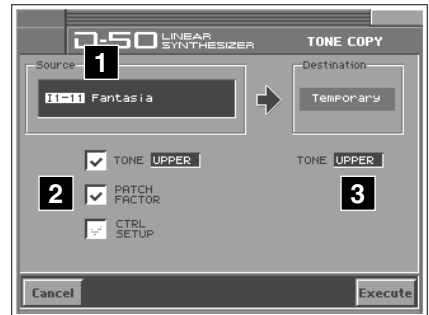 D-50 LINEAR SYNTHESIZER TONE COPY
1
Source Destination
I1-11 Fantasia Temporary
TONE UPPER TONE UPPER
2 PATCH FACTOR 3
CTRL SETUP
Cancel Execute